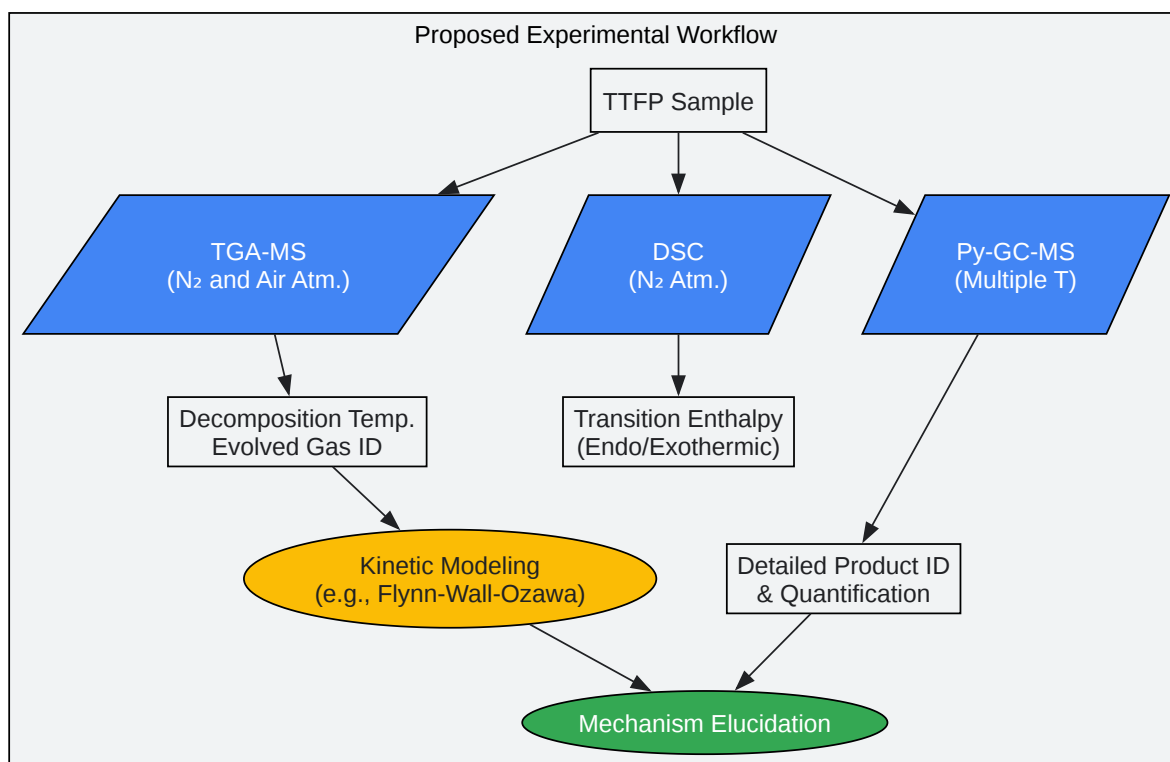 Proposed Experimental Workflow
TTFP Sample
TGA-MS
(N₂ and Air Atm.)
DSC
(N₂ Atm.)
Py-GC-MS
(Multiple T)
Decomposition Temp.
Evolved Gas ID
Transition Enthalpy
(Endo/Exothermic)
Kinetic Modeling
(e.g., Flynn-Wall-Ozawa)
Detailed Product ID
& Quantification
Mechanism Elucidation